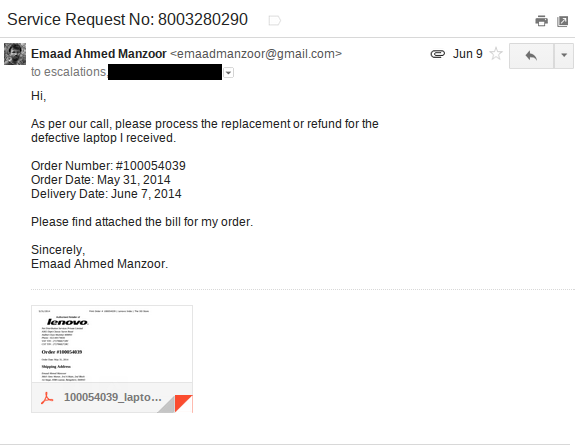 Service Request No: 8003280290
Emaad Ahmed Manzoor <emaadmanzoor@gmail.com>
Jun 9
to escalations.
Hi,
As per our call, please process the replacement or refund for the
defective laptop I received.
Order Number: #100054039
Order Date: May 31, 2014
Delivery Date: June 7, 2014
Please find attached the bill for my order.
Sincerely,
Emaad Ahmed Manzoor.
lenovo
Order #100054039
Shipping Address
100054039_lapto...